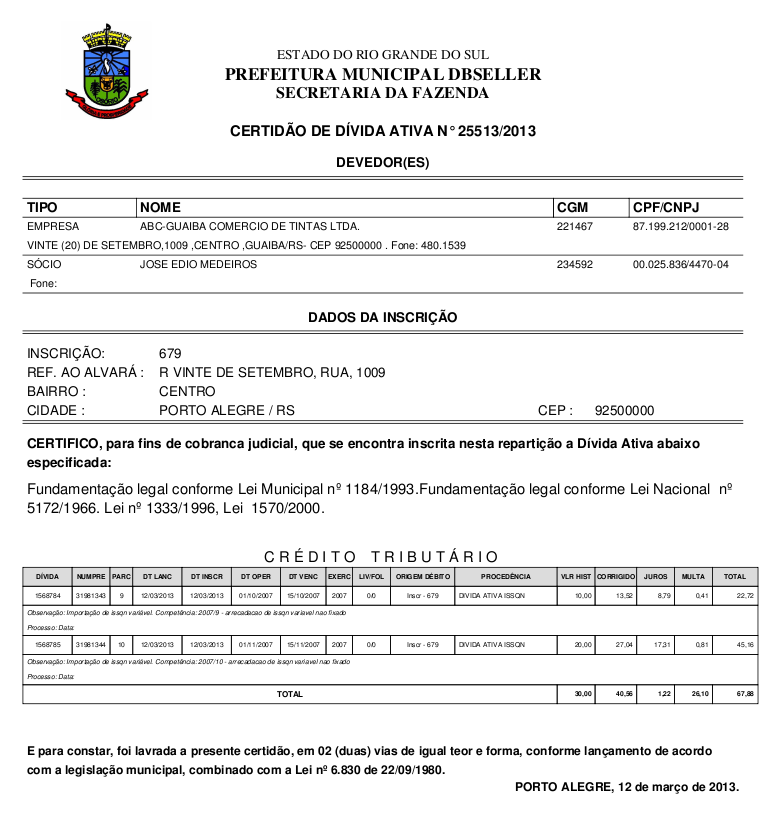 ESTADO DO RIO GRANDE DO SUL
PREFEITURA MUNICIPAL DBSELLER
SECRETARIA DA FAZENDA
CERTIDÃO DE DÍVIDA ATIVA N° 25513/2013
DEVEDOR(ES)
TIPO NOME CGM CPF/CNPJ
EMPRESA ABC-GUAIBA COMERCIO DE TINTAS LTDA. 221467 87.199.212/0001-28
VINTE (20) DE SETEMBRO,1009 ,CENTRO ,GUAIBA/RS- CEP 92500000 . Fone: 480.1539
SÓCIO JOSE EDIO MEDEIROS 234592 00.025.836/4470-04
Fone:
DADOS DA INSCRIÇÃO
INSCRIÇÃO: 679
REF. AO ALVARÁ : R VINTE DE SETEMBRO, RUA, 1009
BAIRRO : CENTRO
CIDADE : PORTO ALEGRE / RS CEP : 92500000
CERTIFICO, para fins de cobranca judicial, que se encontra inscrita nesta repartição a Dívida Ativa abaixo
especificada:
Fundamentação legal conforme Lei Municipal nº 1184/1993.Fundamentação legal conforme Lei Nacional nº
5172/1966. Lei nº 1333/1996, Lei 1570/2000.
CRÉDITO TRIBUTÁRIO
DÍVIDA NUMPRE PARC DT LANC DT INSCR DT OPER DT VENC EXERC LIV/FOL ORIGEM DÉBITO PROCEDÊNCIA VLR HIST CORRIGIDO JUROS MULTA TOTAL
1568784 31981343 9 12/03/2013 12/03/2013 01/10/2007 15/10/2007 2007 0/0 Inscr - 679 DIVIDA ATIVA ISSQN 10,00 13,52 8,79 0,41 22,72
Observação: Importação de issqn variável. Competência: 2007/9 - arrecadacao de issqn variavel nao fixado
Processo: Data:
1568785 31981344 10 12/03/2013 12/03/2013 01/11/2007 15/11/2007 2007 0/0 Inscr - 679 DIVIDA ATIVA ISSQN 20,00 27,04 17,31 0,81 45,16
Observação: Importação de issqn variável. Competência: 2007/10 - arrecadacao de issqn variavel nao fixado
Processo: Data:
TOTAL 30,00 40,56 1,22 26,10 67,88
E para constar, foi lavrada a presente certidão, em 02 (duas) vias de igual teor e forma, conforme lançamento de acordo
com a legislação municipal, combinado com a Lei nº 6.830 de 22/09/1980.
PORTO ALEGRE, 12 de março de 2013.